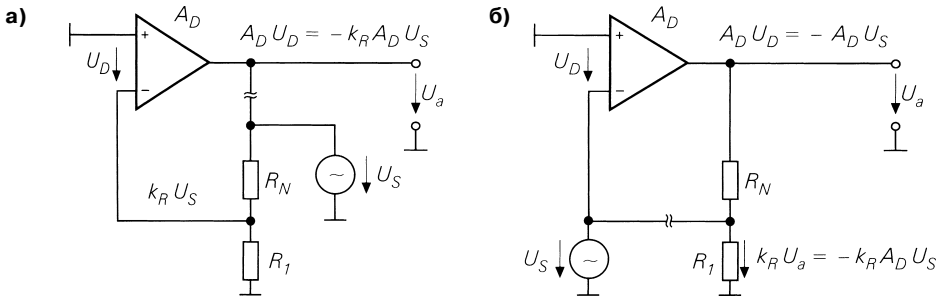 а)
A_D
A_D U_D = – k_R A_D U_S
+
U_D
–
U_a
R_N
~
U_S
k_R U_S
R_1
б)
A_D
A_D U_D = – A_D U_S
+
U_D
–
U_a
R_N
U_S
~
R_1
k_R U_a = – k_R A_D U_S